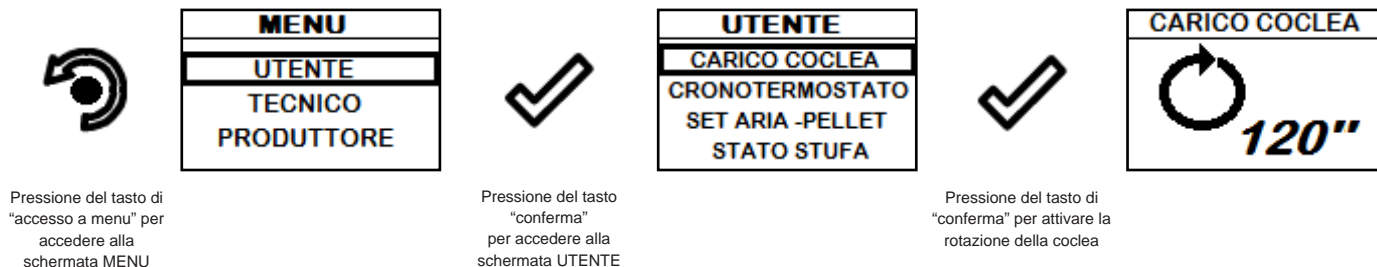 MENU
UTENTE
TECNICO
PRODUTTORE
UTENTE
CARICO COCLEA
CRONOTERMOSTATO
SET ARIA -PELLET
STATO STUFA
CARICO COCLEA
120"
Pressione del tasto di
“accesso a menu” per
accedere alla
schermata MENU
Pressione del tasto
“conferma”
per accedere alla
schermata UTENTE
Pressione del tasto di
“conferma” per attivare la
rotazione della coclea